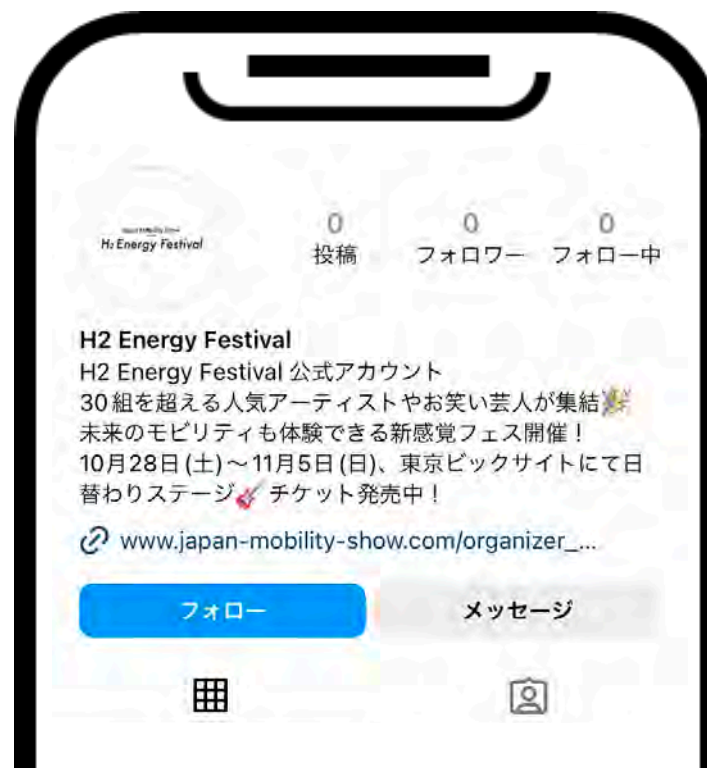 H2 Energy Festival
0 0 0
投稿 フォロワー フォロー中
H2 Energy Festival
H2 Energy Festival 公式アカウント
30組を超える人気アーティストやお笑い芸人が集結🎉
未来のモビリティも体験できる新感覚フェス開催！
10月28日(土)～11月5日(日)、東京ビックサイトにて日
替わりステージ🎸 チケット発売中！
www.japan-mobility-show.com/organizer_...
フォロー メッセージ